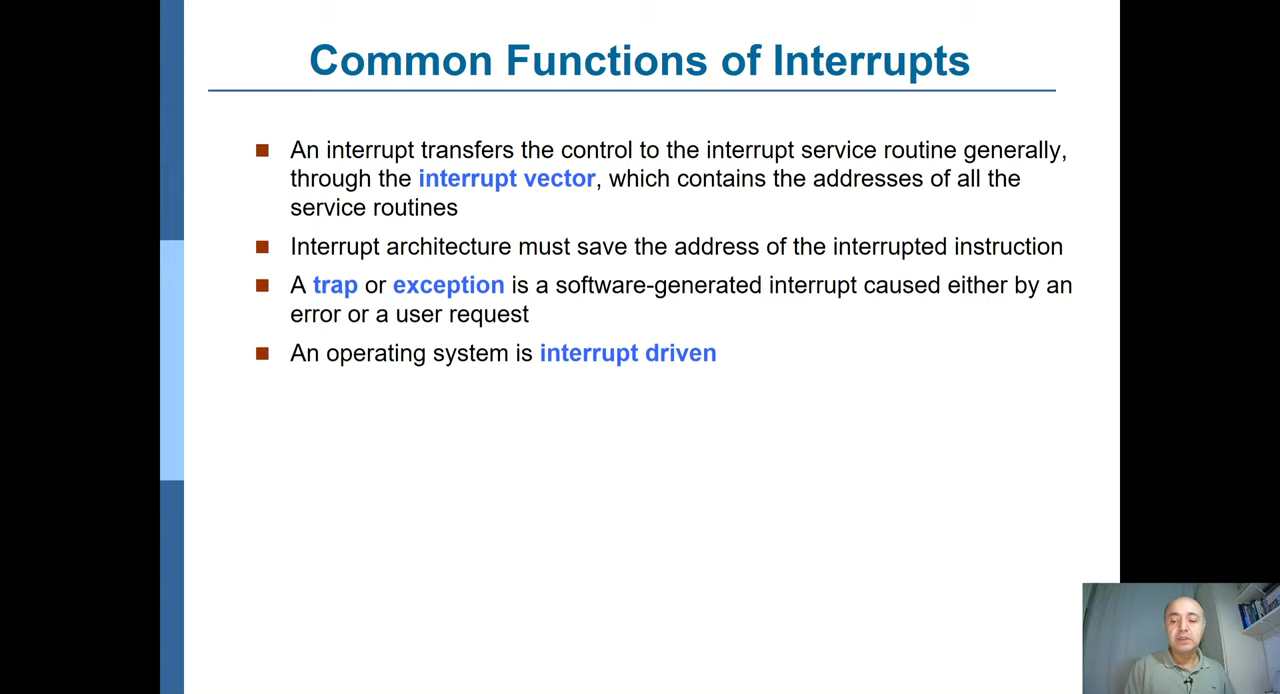 Common Functions of Interrupts
An interrupt transfers the control to the interrupt service routine generally,
through the interrupt vector, which contains the addresses of all the
service routines
Interrupt architecture must save the address of the interrupted instruction
A trap or exception is a software-generated interrupt caused either by an
error or a user request
An operating system is interrupt driven